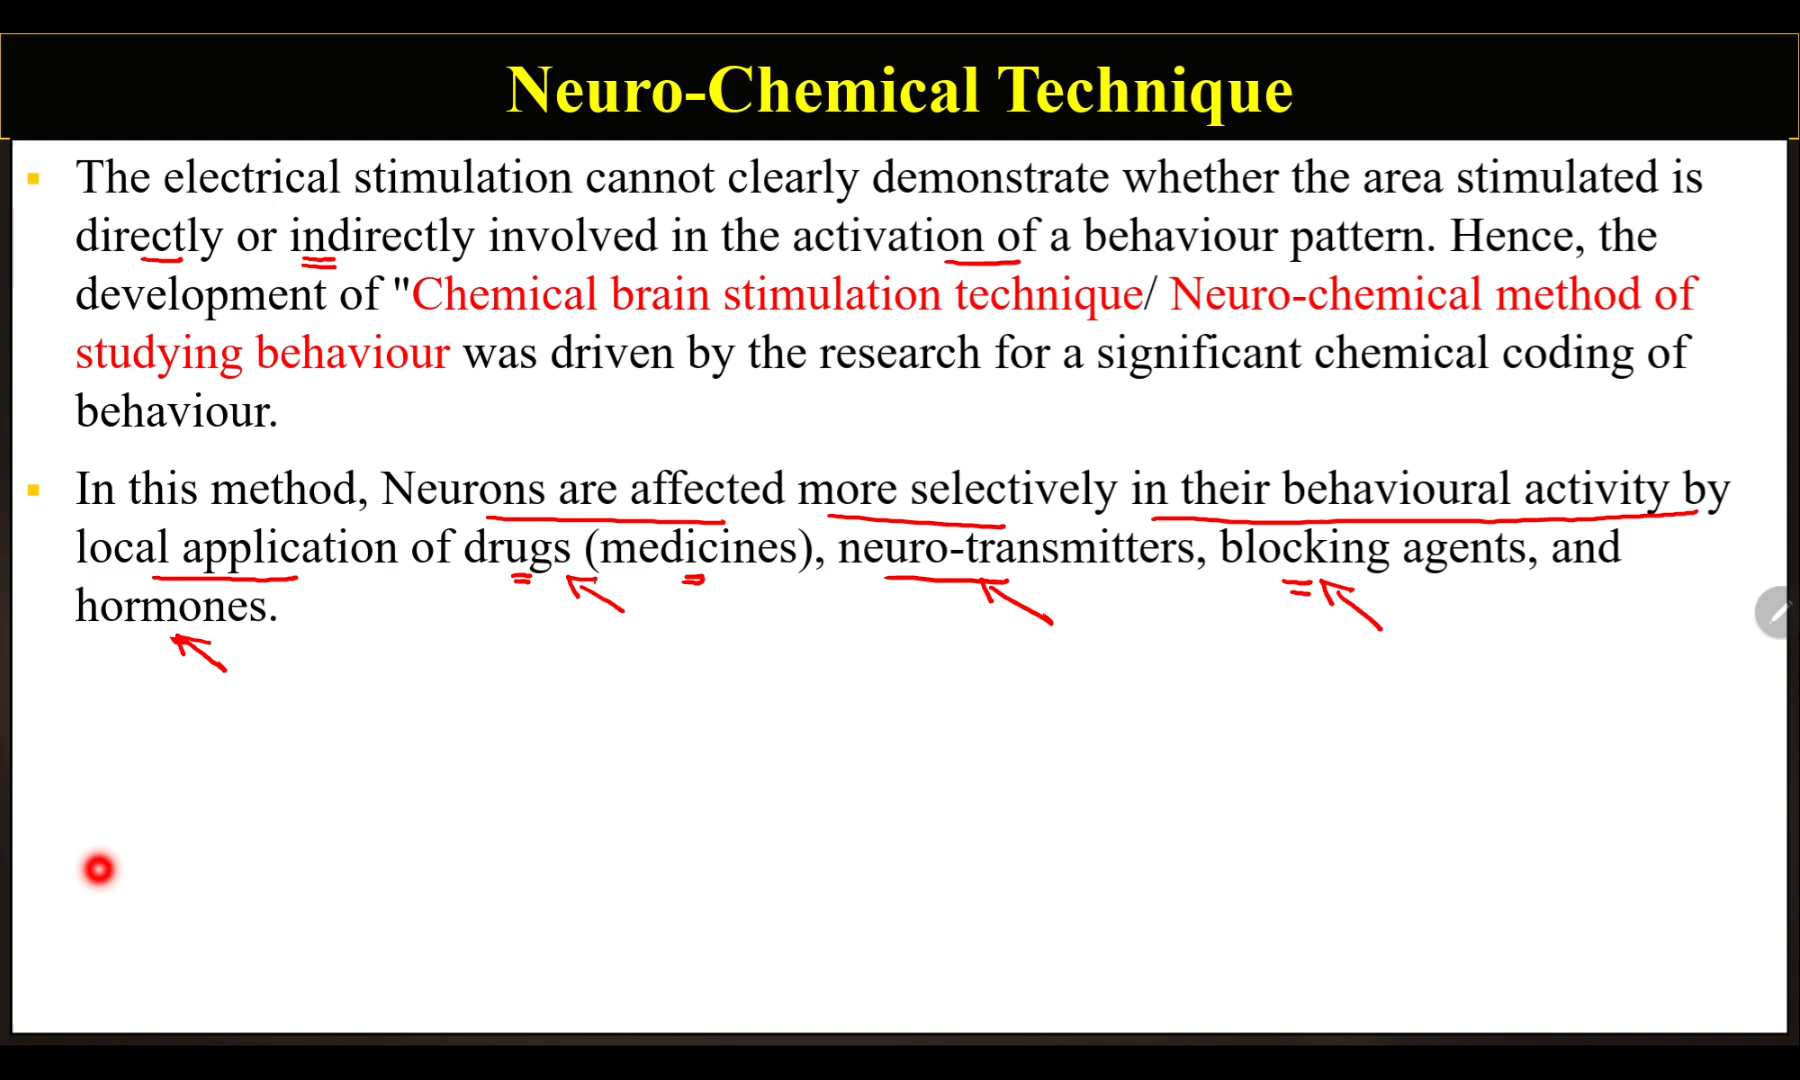 Neuro-Chemical Technique
The electrical stimulation cannot clearly demonstrate whether the area stimulated is
directly or indirectly involved in the activation of a behaviour pattern. Hence, the
development of "Chemical brain stimulation technique/ Neuro-chemical method of
studying behaviour was driven by the research for a significant chemical coding of
behaviour.
In this method, Neurons are affected more selectively in their behavioural activity by
local application of drugs (medicines), neuro-transmitters, blocking agents, and
hormones.